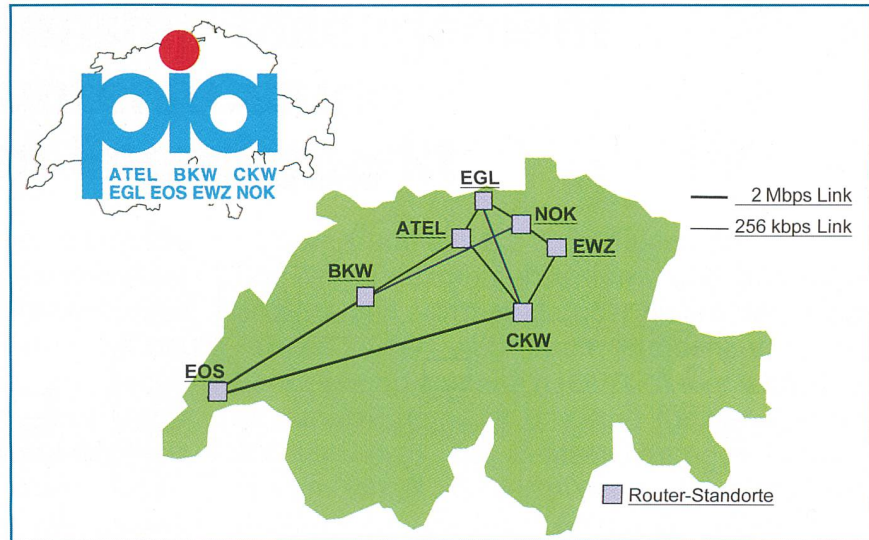 pia
ATEL BKW CKW
EGL EOS EWZ NOK
EGL
NOK
ATEL
EWZ
BKW
CKW
EOS
2 Mbps Link
256 kbps Link
Router-Standorte